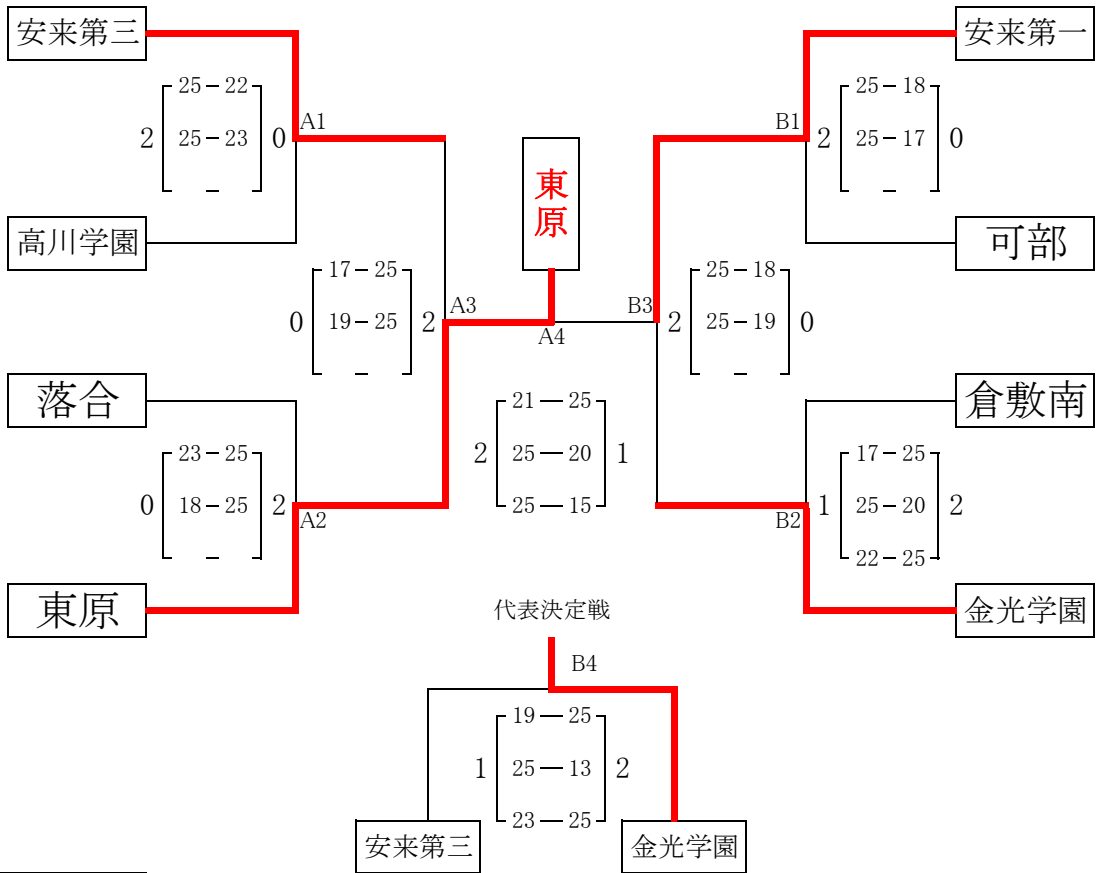 安来第三
安来第一
25－22
2 25－23 0
－
A1
B1
25－18
2 25－17 0
－
東原
高川学園
可部
17－25
0 19－25 2
－
A3
A4
B3
25－18
2 25－19 0
－
落合
倉敷南
21－25
2 25－20 1
25－15
23－25
0 18－25 2
－
A2
B2
17－25
1 25－20 2
22－25
東原
金光学園
代表決定戦
B4
19－25
1 25－13 2
23－25
安来第三
金光学園